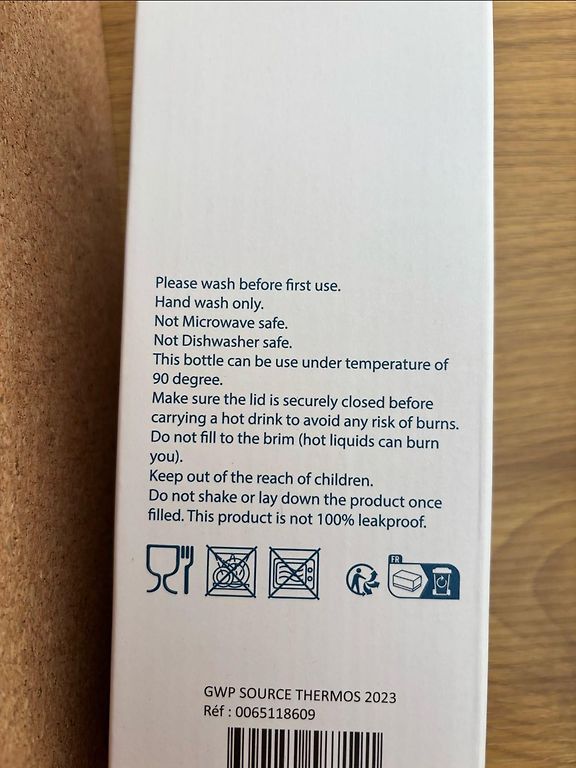 Please wash before first use.
Hand wash only.
Not Microwave safe.
Not Dishwasher safe.
This bottle can be use under temperature of
90 degree.
Make sure the lid is securely closed before
carrying a hot drink to avoid any risk of burns.
Do not fill to the brim (hot liquids can burn
you).
Keep out of the reach of children.
Do not shake or lay down the product once
filled. This product is not 100% leakproof.
FR
GWP SOURCE THERMOS 2023
Réf : 0065118609